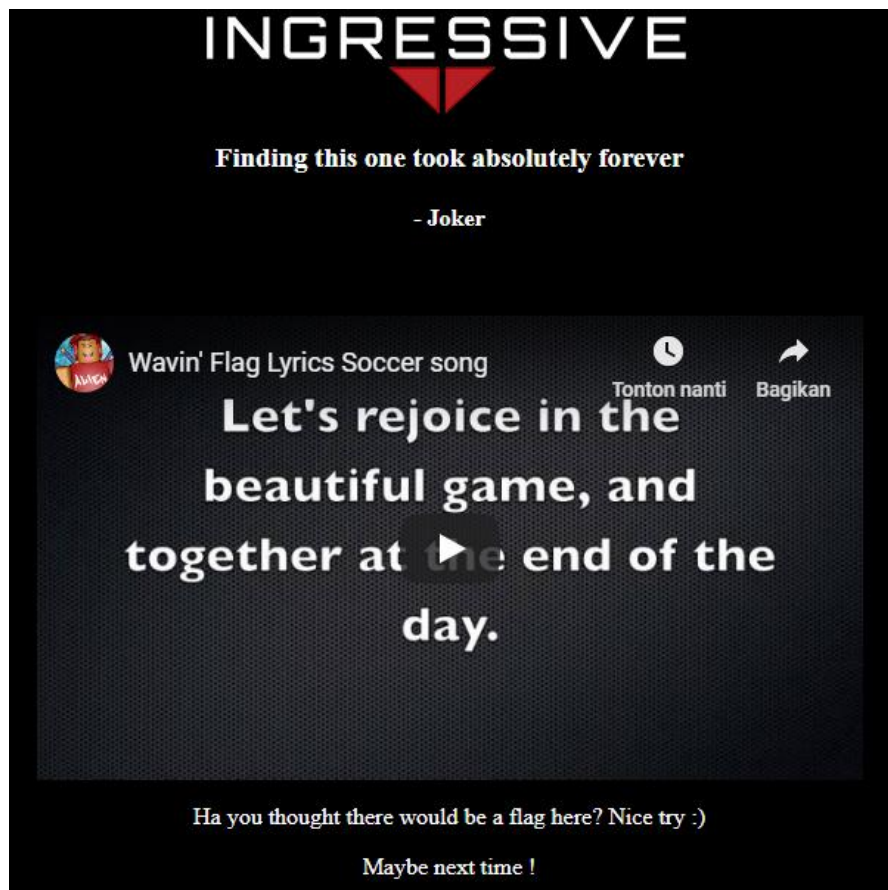 INGRESSIVE
Finding this one took absolutely forever
- Joker
ALIEN
Wavin' Flag Lyrics Soccer song
Tonton nanti
Bagikan
Let's rejoice in the
beautiful game, and
together at the end of the
day.
Ha you thought there would be a flag here? Nice try :)
Maybe next time !